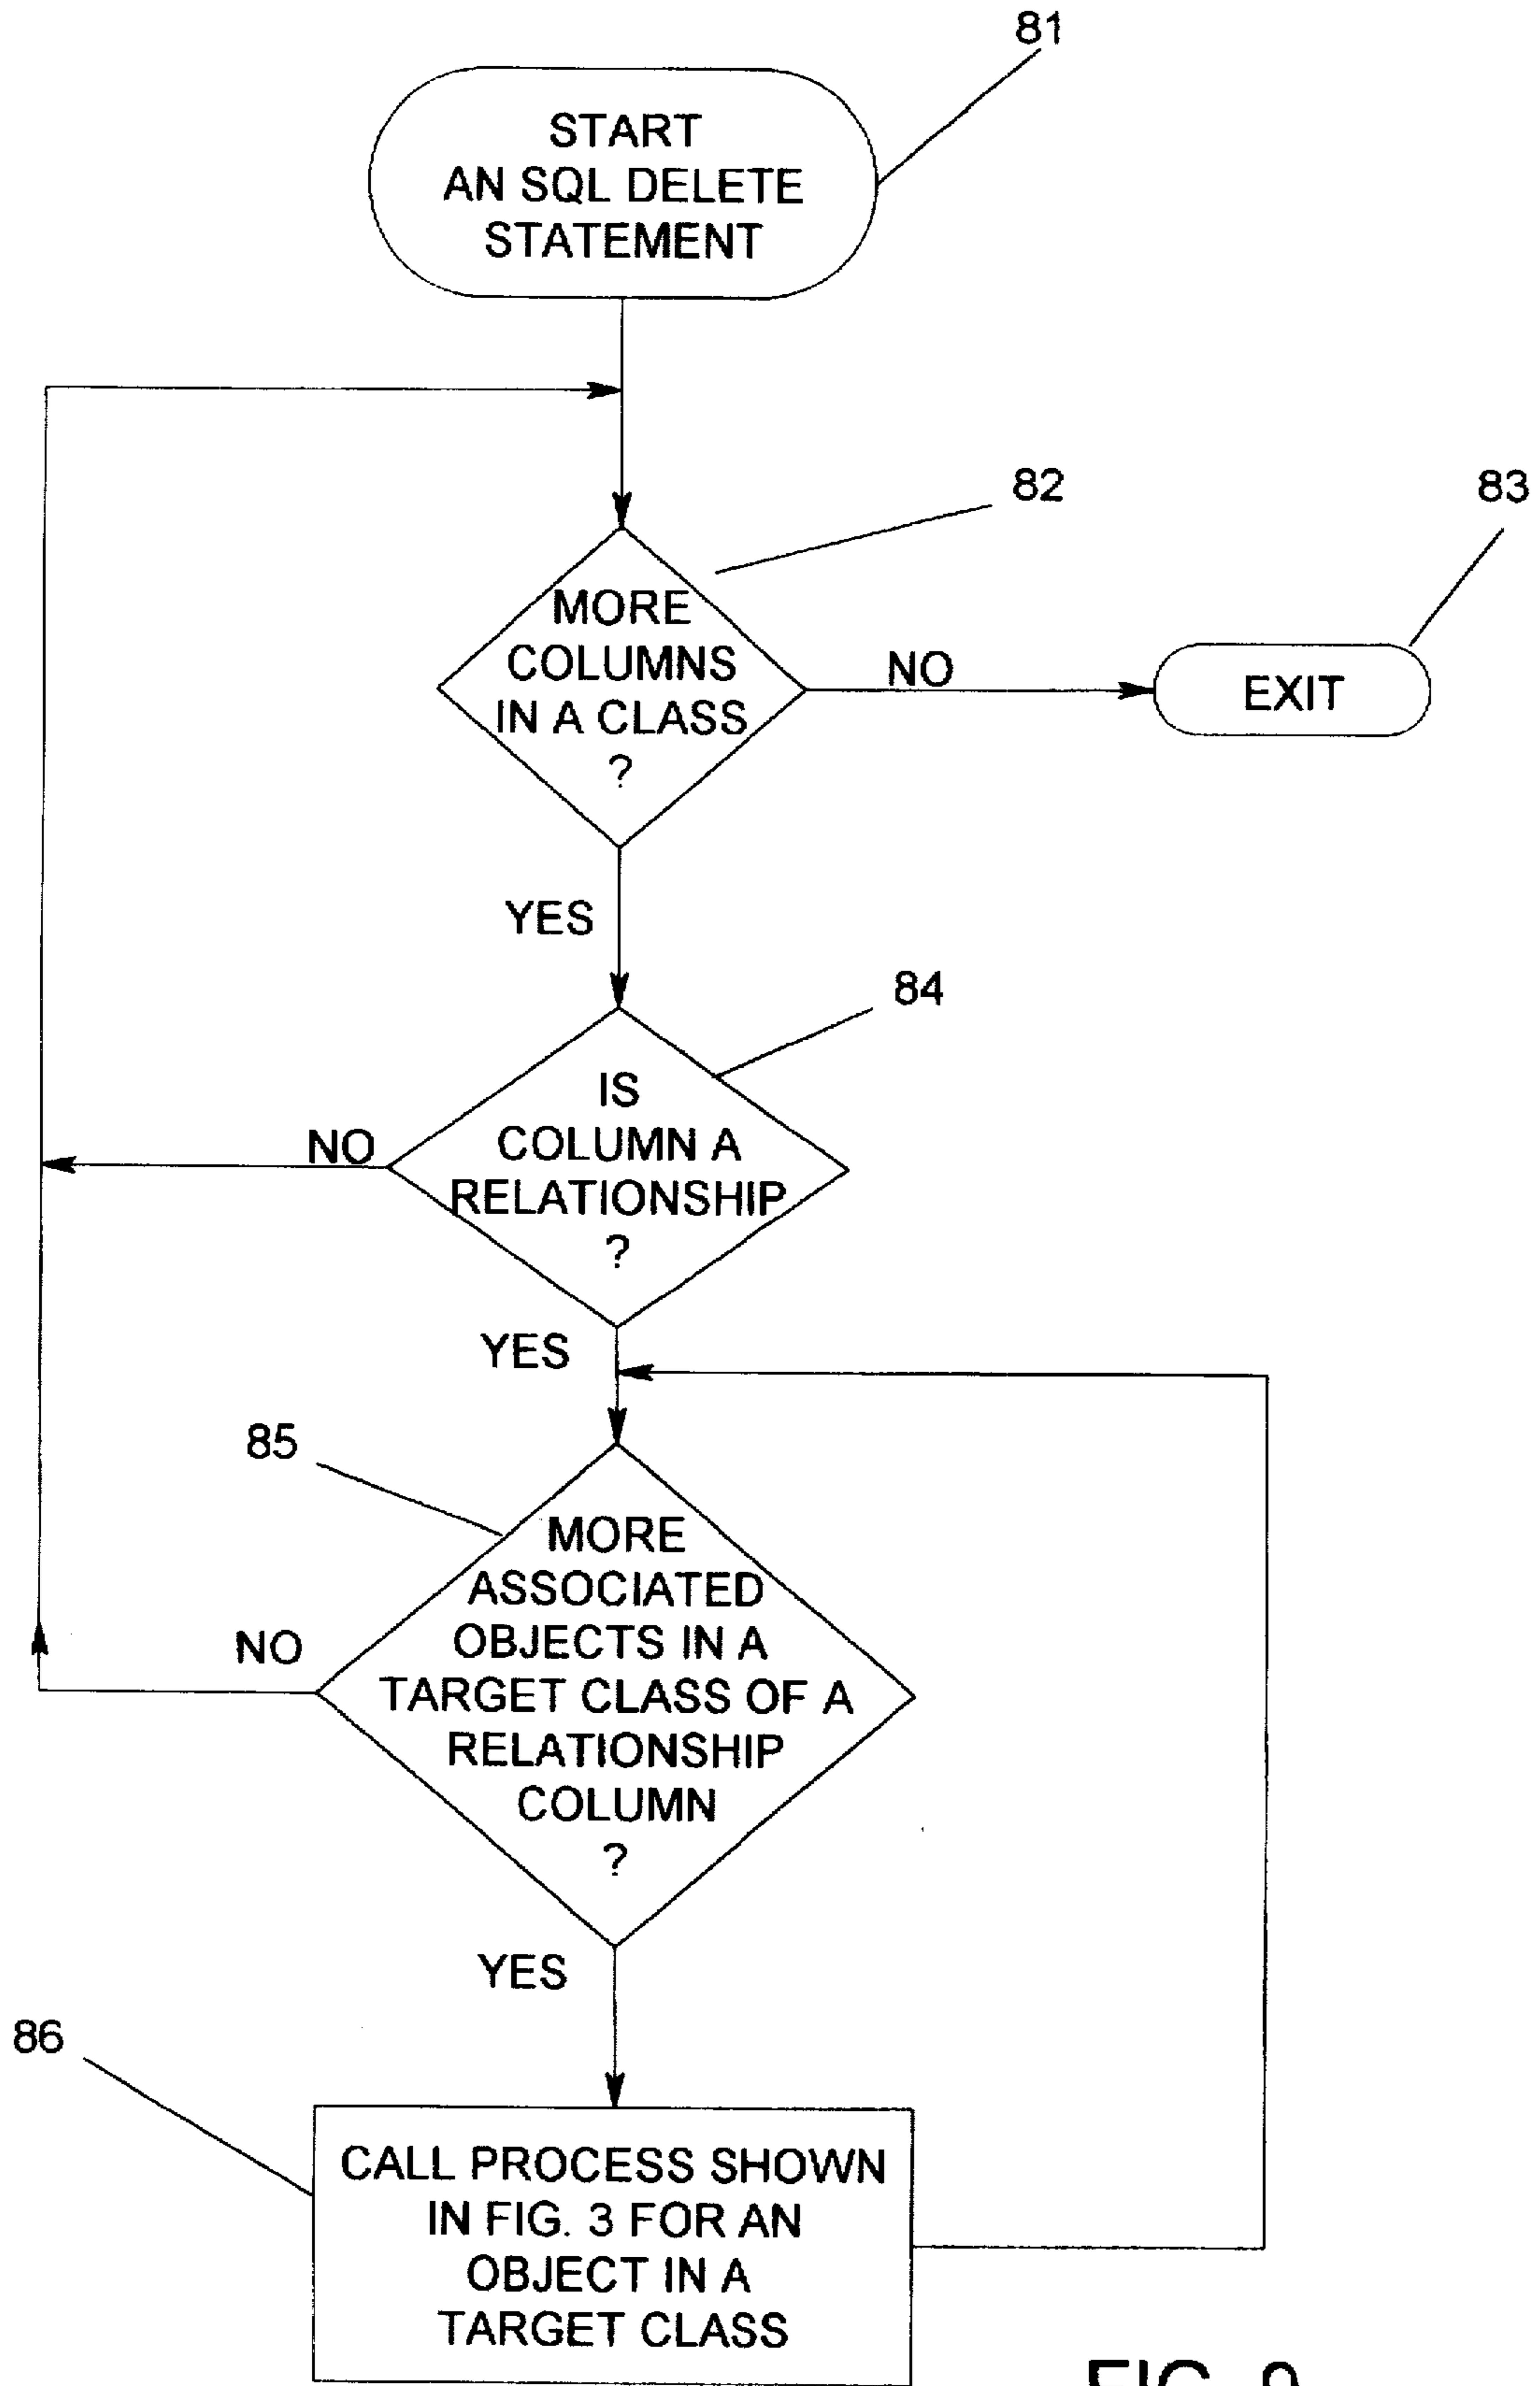 81
START
AN SQL DELETE
STATEMENT
82
83
MORE
COLUMNS
IN A CLASS
?
NO
EXIT
YES
84
IS
COLUMN A
RELATIONSHIP
?
NO
YES
85
MORE
ASSOCIATED
OBJECTS IN A
TARGET CLASS OF A
RELATIONSHIP
COLUMN
?
NO
YES
86
CALL PROCESS SHOWN
IN FIG. 3 FOR AN
OBJECT IN A
TARGET CLASS
FIG.